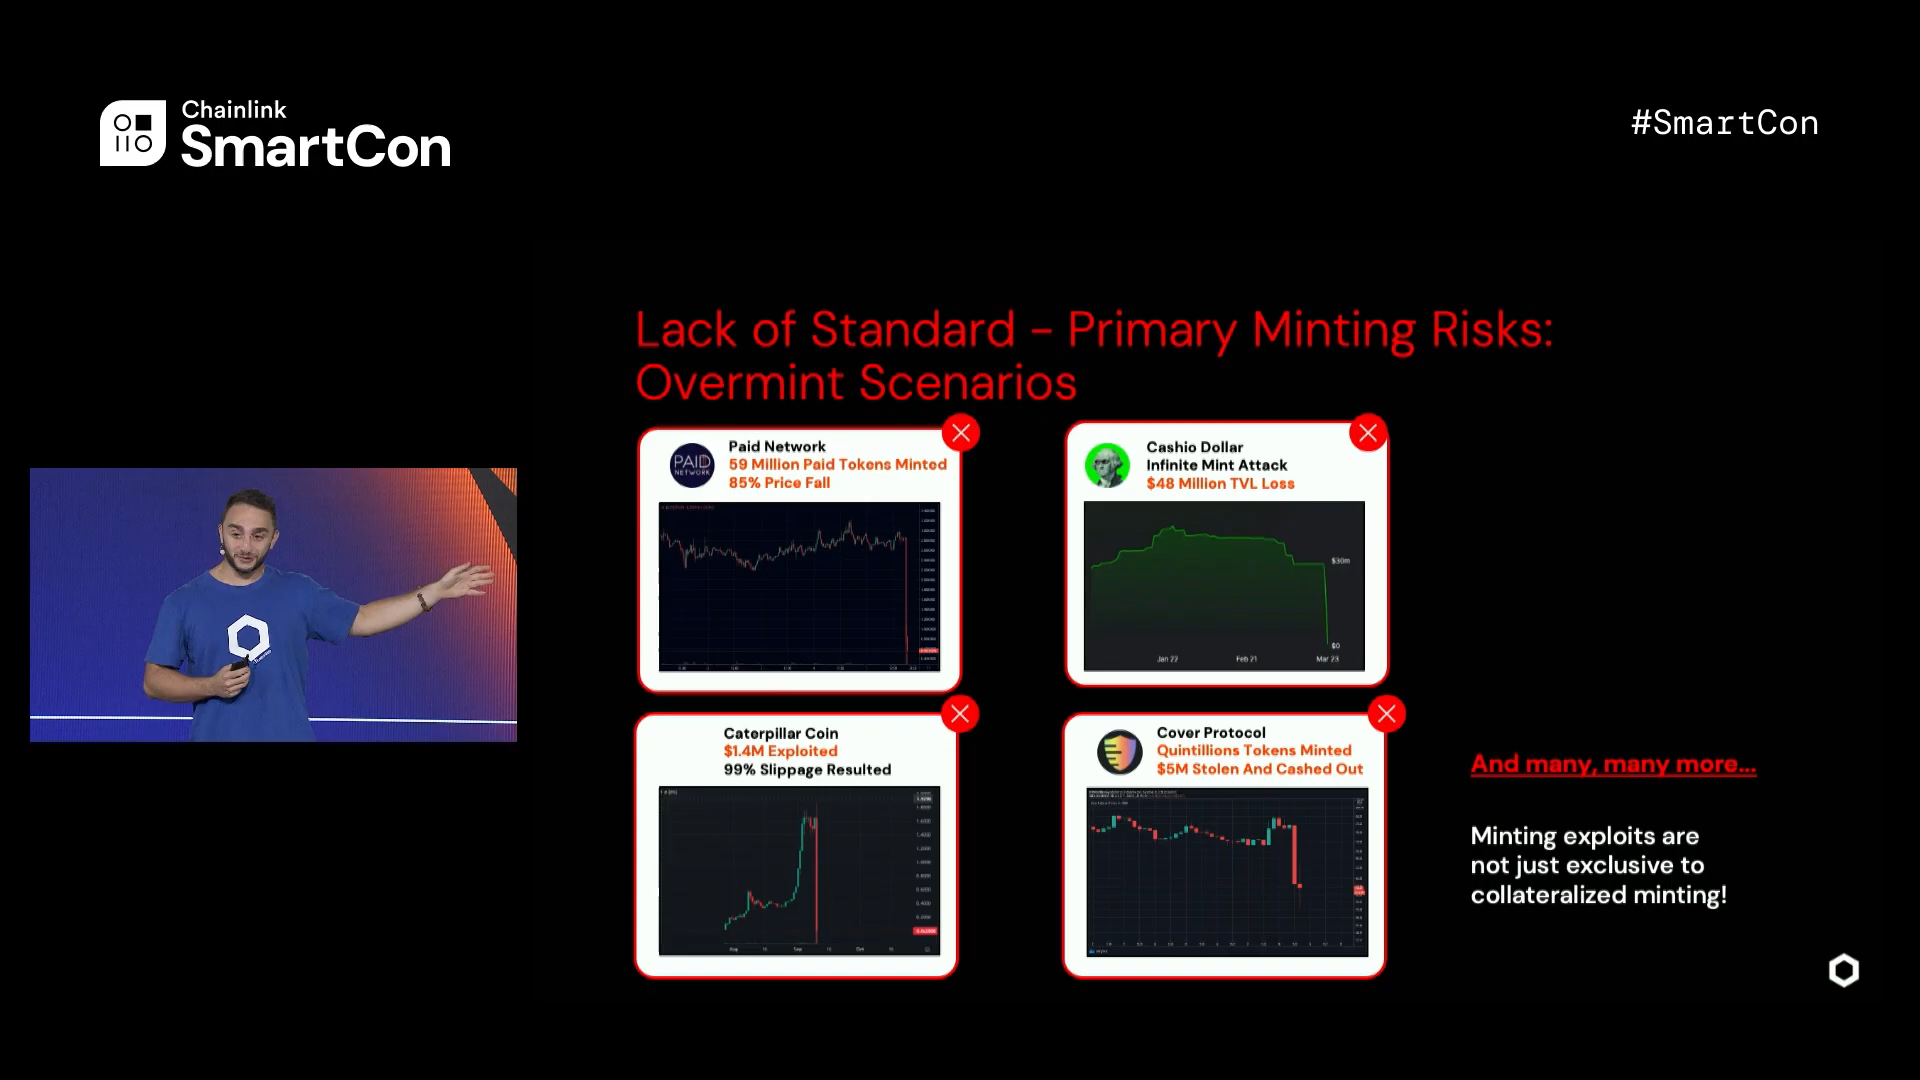 Chainlink
SmartCon
#SmartCon
Lack of Standard - Primary Minting Risks:
Overmint Scenarios
PAID
NETWORK
Paid Network
59 Million Paid Tokens Minted
85% Price Fall
Cashio Dollar
Infinite Mint Attack
$48 Million TVL Loss
$30m
$0
Jan 22
Feb 21
Mar 23
Caterpillar Coin
$1.4M Exploited
99% Slippage Resulted
Cover Protocol
Quintillions Tokens Minted
$5M Stolen And Cashed Out
And many, many more...
Minting exploits are
not just exclusive to
collateralized minting!